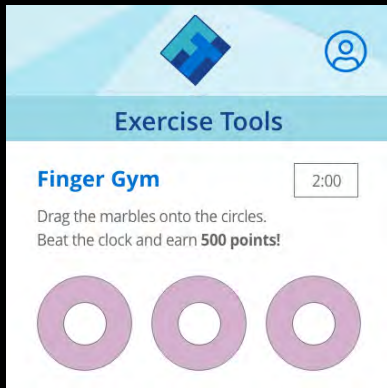 Exercise Tools
Finger Gym
2:00
Drag the marbles onto the circles.
Beat the clock and earn 500 points!